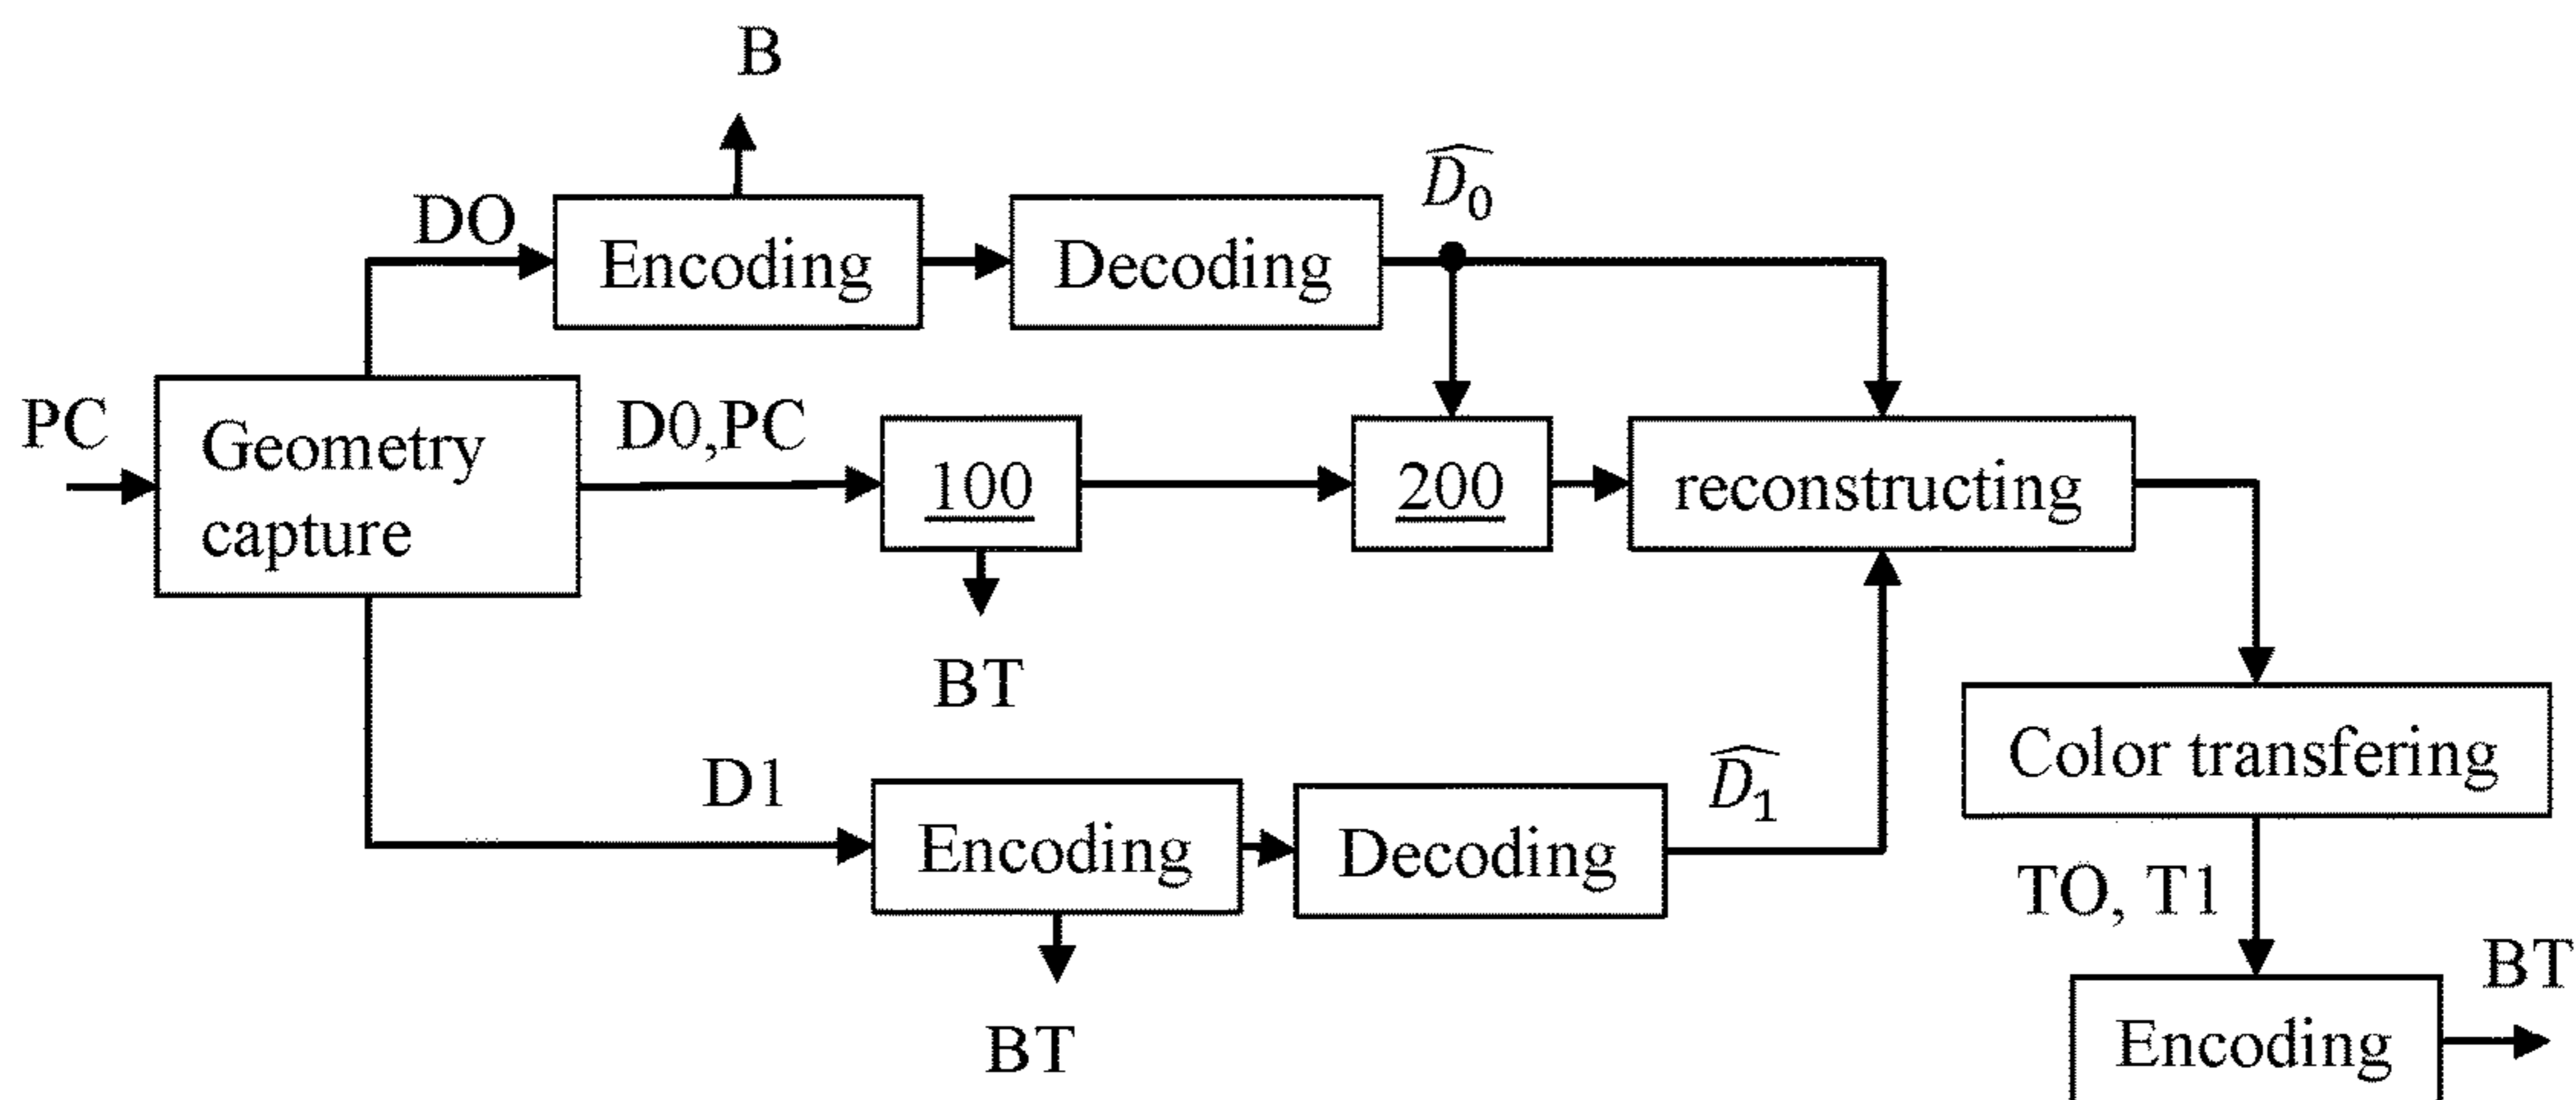 B
DO
Encoding
Decoding
$\widehat{D_0}$
PC
Geometry
capture
D0,PC
100
200
reconstructing
BT
D1
Encoding
Decoding
$\widehat{D_1}$
BT
Color transfering
TO, T1
Encoding
BT